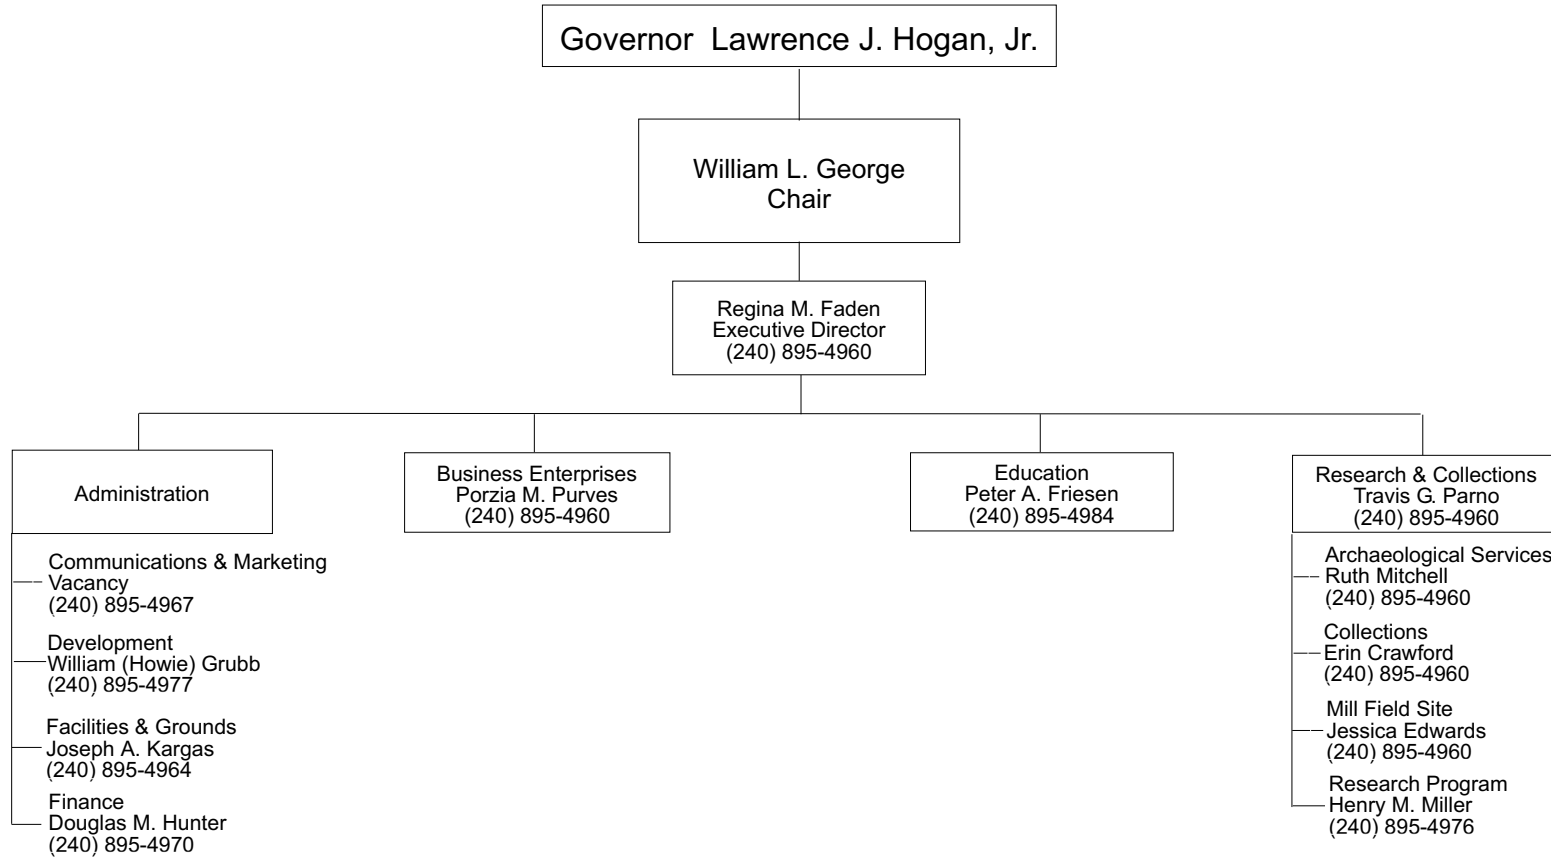 Governor Lawrence J. Hogan, Jr.
William L. George
Chair
Regina M. Faden
Executive Director
(240) 895-4960
Administration
Communications & Marketing
Vacancy
(240) 895-4967
Development
William (Howie) Grubb
(240) 895-4977
Facilities & Grounds
Joseph A. Kargas
(240) 895-4964
Finance
Douglas M. Hunter
(240) 895-4970
Business Enterprises
Porzia M. Purves
(240) 895-4960
Education
Peter A. Friesen
(240) 895-4984
Research & Collections
Travis G. Parno
(240) 895-4960
Archaeological Services
Ruth Mitchell
(240) 895-4960
Collections
Erin Crawford
(240) 895-4960
Mill Field Site
Jessica Edwards
(240) 895-4960
Research Program
Henry M. Miller
(240) 895-4976